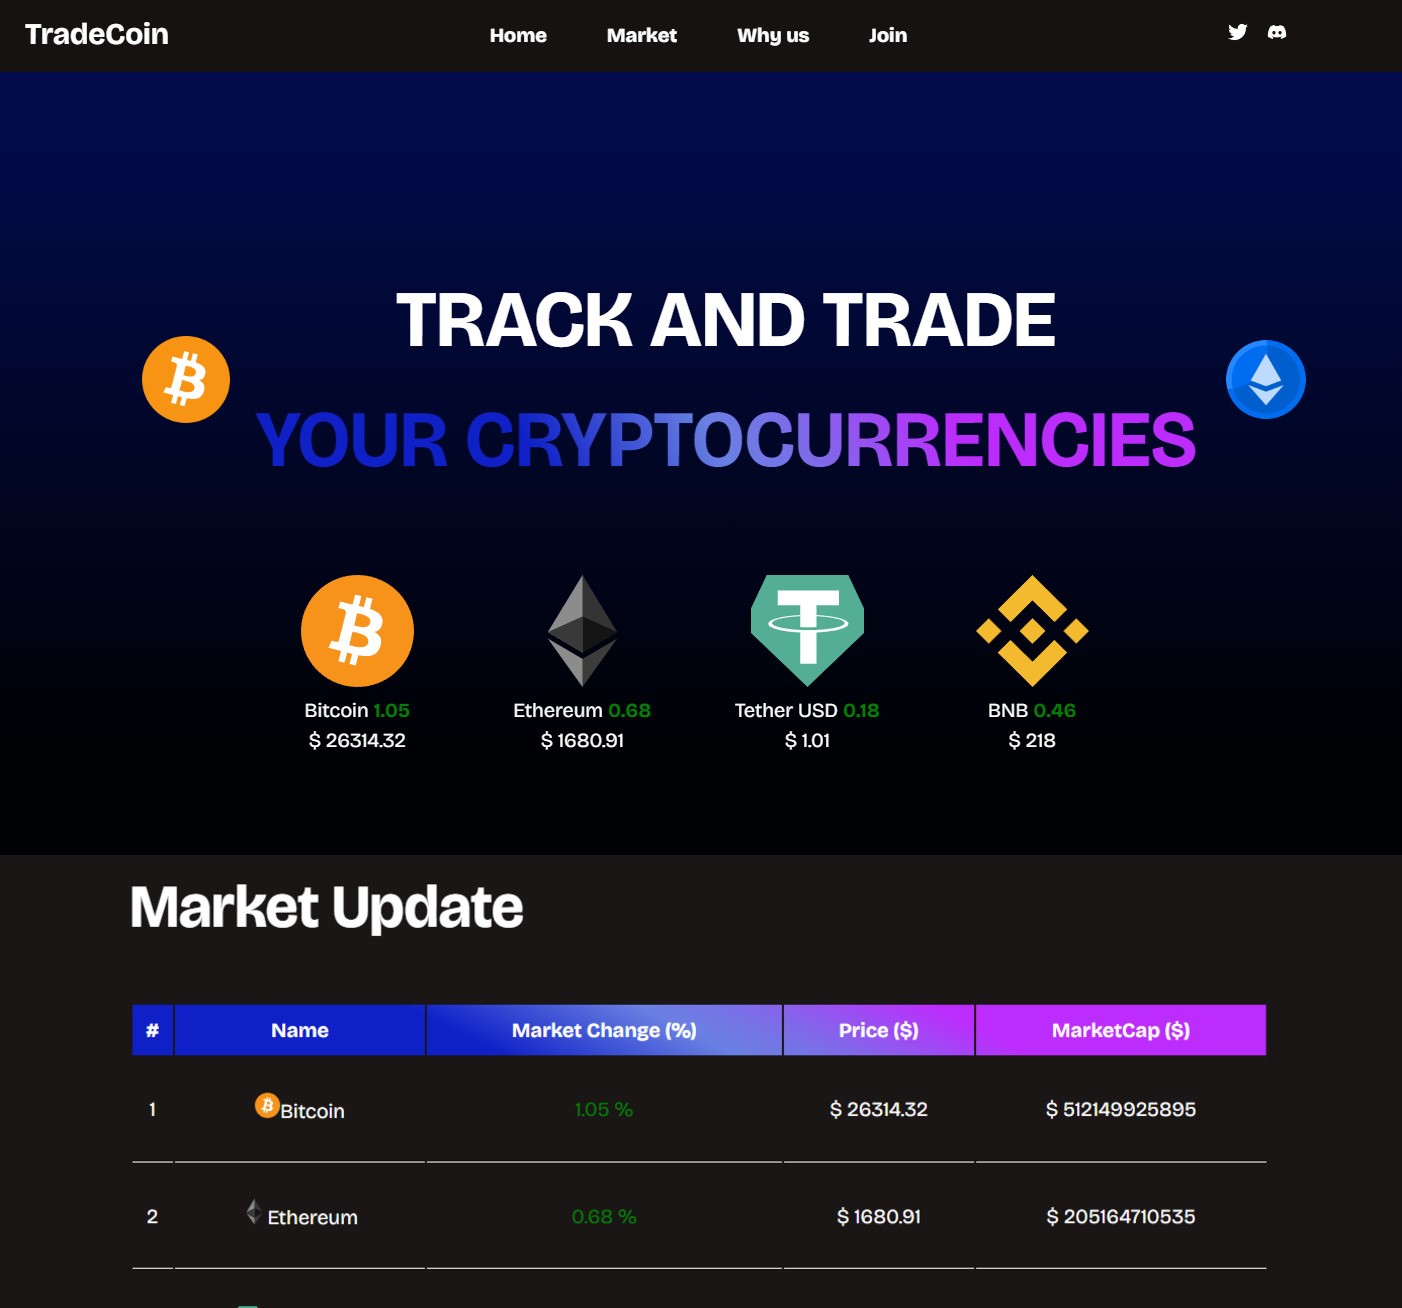 TradeCoin
Home Market Why us Join
TRACK AND TRADE
YOUR CRYPTOCURRENCIES
Bitcoin 1.05 Ethereum 0.68 Tether USD 0.18 BNB 0.46
$ 26314.32 $ 1680.91 $ 1.01 $ 218
Market Update
# Name Market Change (%) Price ($) MarketCap ($)
1 Bitcoin 1.05 % $ 26314.32 $ 512149925895
2 Ethereum 0.68 % $ 1680.91 $ 205164710535